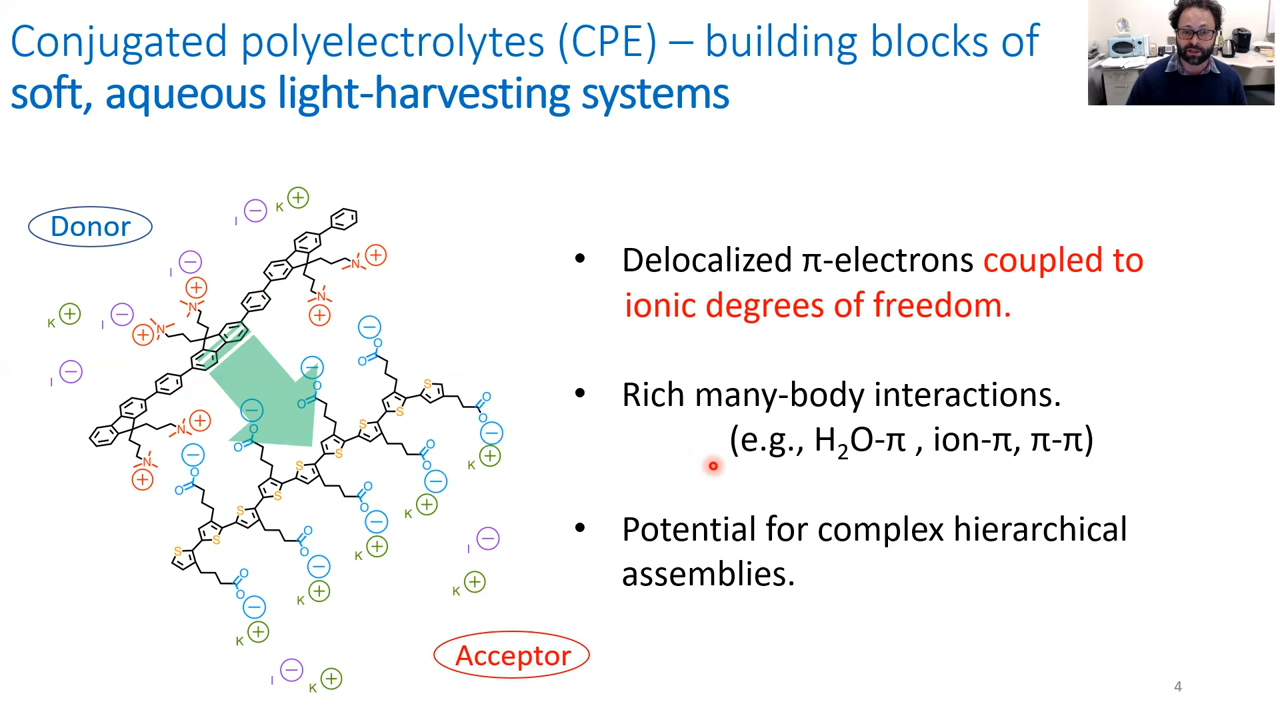 Conjugated polyelectrolytes (CPE) – building blocks of
soft, aqueous light-harvesting systems
Donor
• Delocalized π-electrons coupled to
ionic degrees of freedom.
• Rich many-body interactions.
(e.g., H₂O-π , ion-π, π-π)
• Potential for complex hierarchical
assemblies.
Acceptor
4